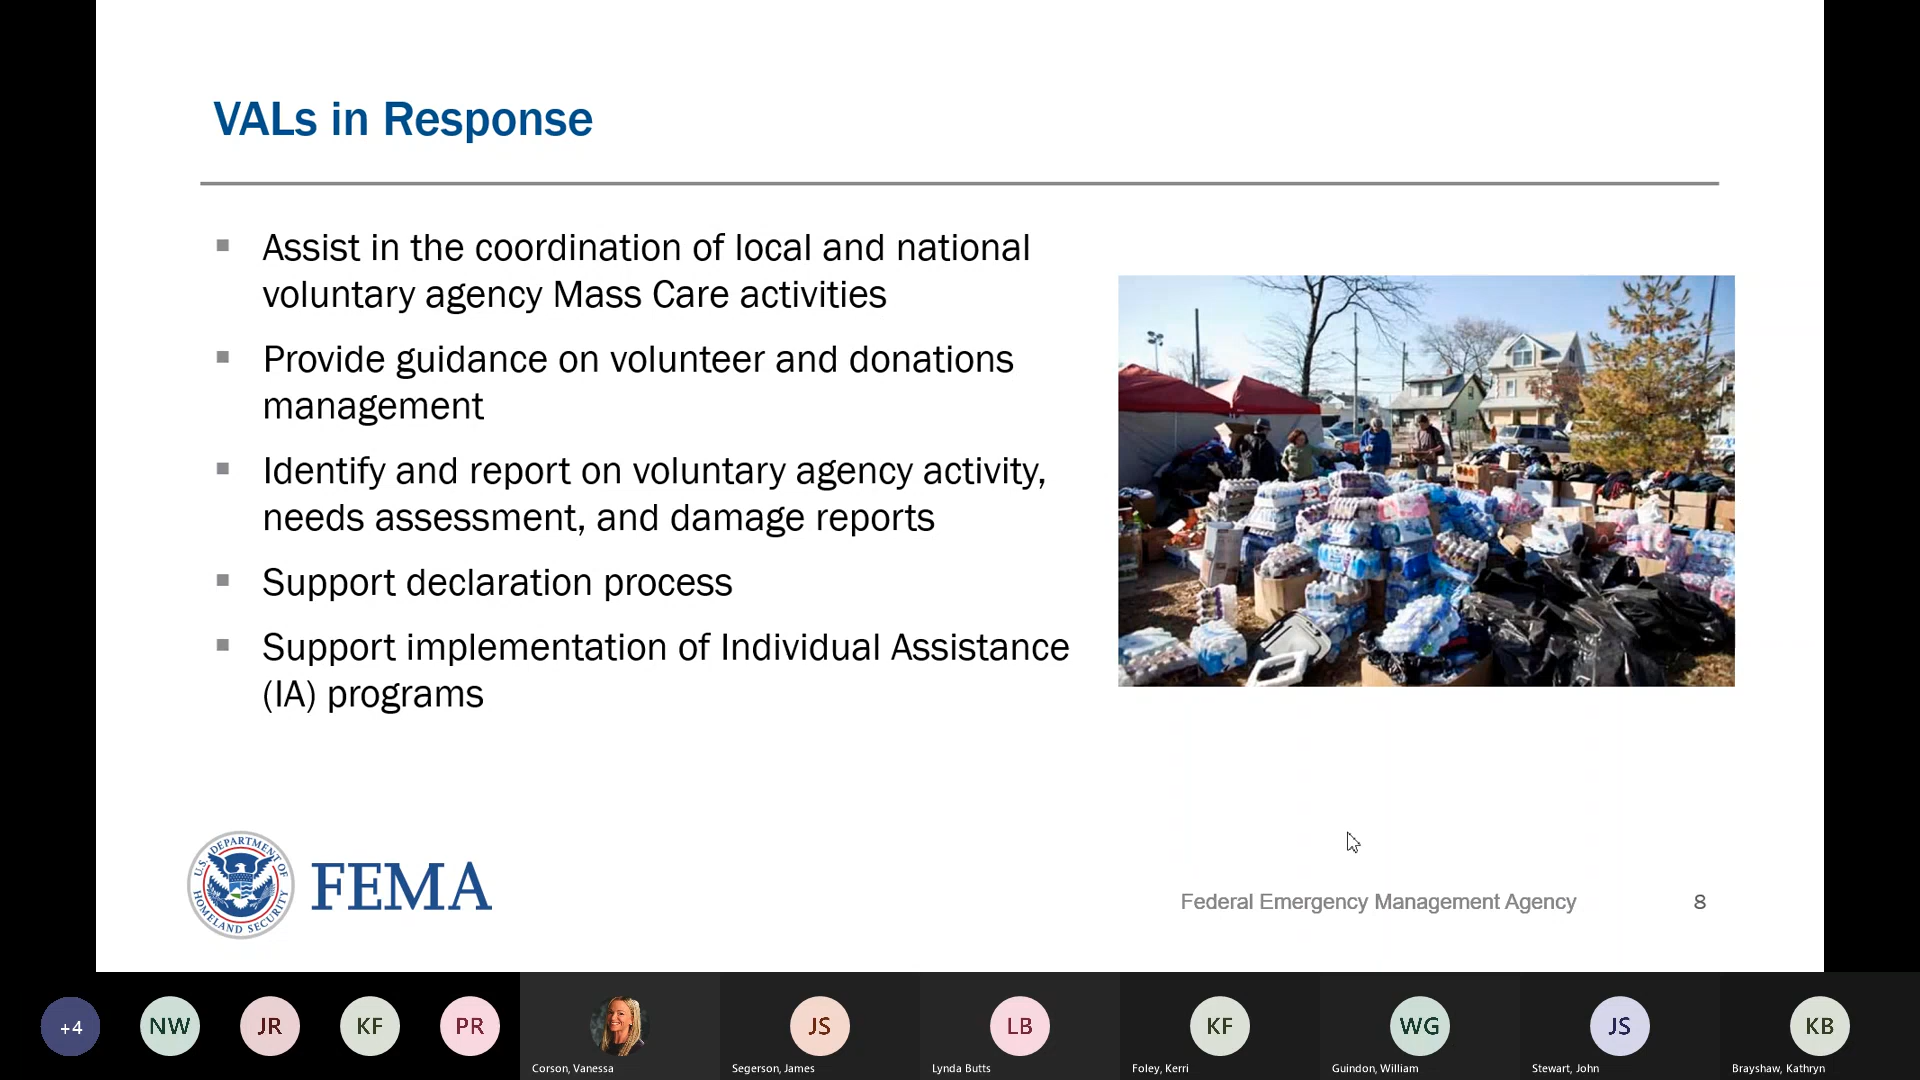 VALs in Response
Assist in the coordination of local and national
voluntary agency Mass Care activities
Provide guidance on volunteer and donations
management
Identify and report on voluntary agency activity,
needs assessment, and damage reports
Support declaration process
Support implementation of Individual Assistance
(IA) programs
U.S. DEPARTMENT OF
HOMELAND SECURITY
FEMA
Federal Emergency Management Agency
8
+4
NW
JR
KF
PR
JS
LB
KF
WG
JS
KB
Corson, Vanessa
Segerson, James
Lynda Butts
Foley, Kerri
Guindon, William
Stewart, John
Brayshaw, Kathryn